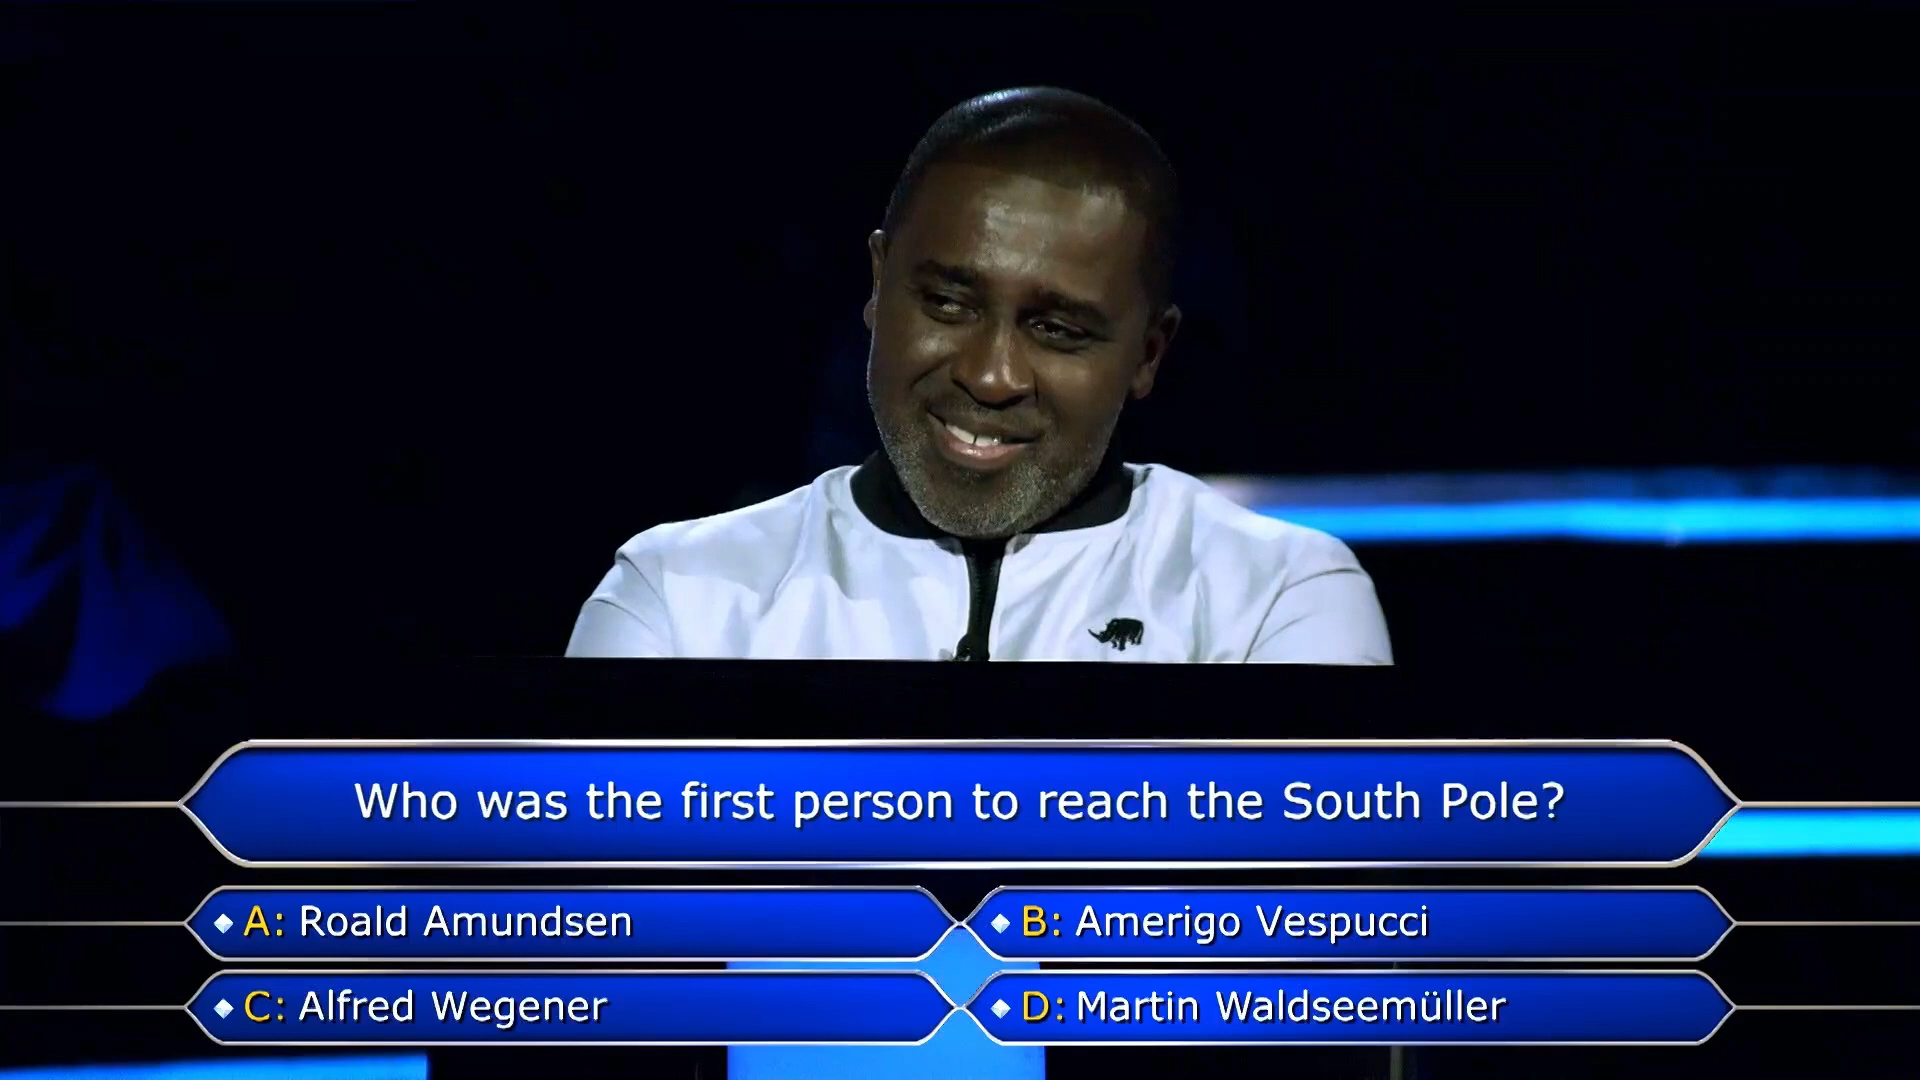 Who was the first person to reach the South Pole?
A: Roald Amundsen
B: Amerigo Vespucci
C: Alfred Wegener
D: Martin Waldseemüller